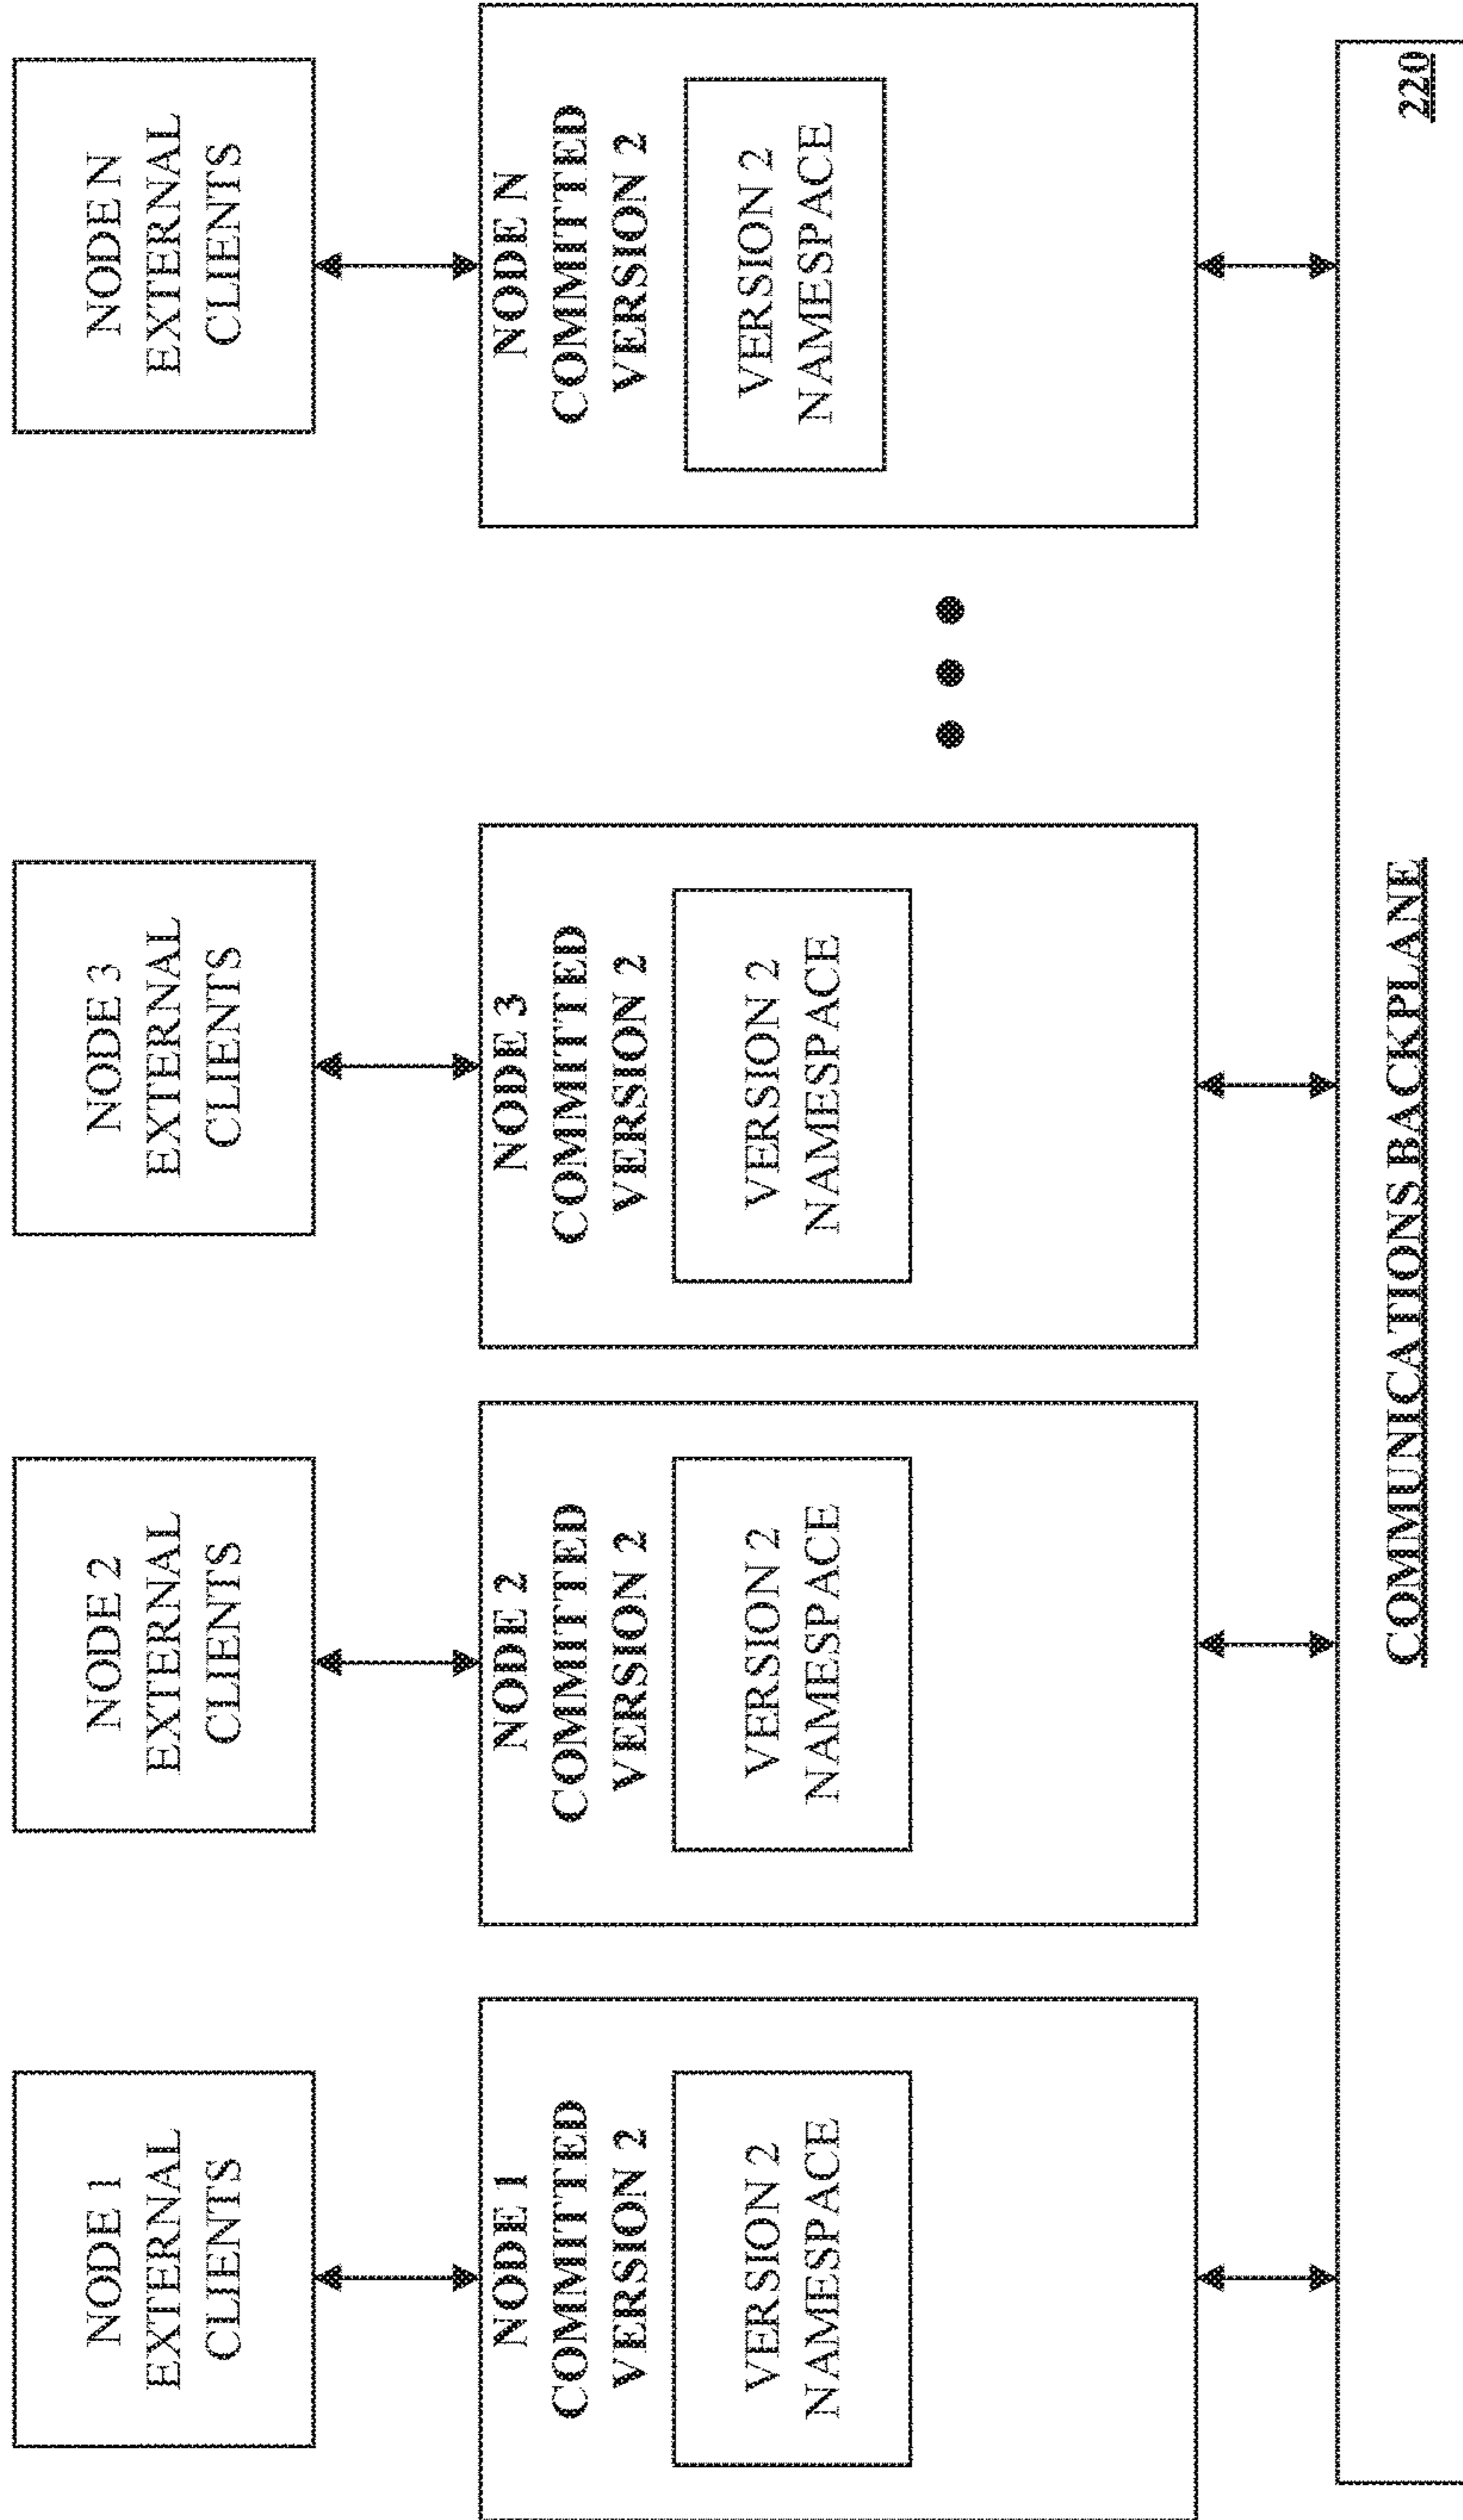 NODE 1
EXTERNAL
CLIENTS
NODE 2
EXTERNAL
CLIENTS
NODE 3
EXTERNAL
CLIENTS
NODE N
EXTERNAL
CLIENTS
NODE 1
COMMITTED
VERSION 2
VERSION 2
NAMESPACE
NODE 2
COMMITTED
VERSION 2
VERSION 2
NAMESPACE
NODE 3
COMMITTED
VERSION 2
VERSION 2
NAMESPACE
NODE N
COMMITTED
VERSION 2
VERSION 2
NAMESPACE
COMMUNICATIONS BACKPLANE
220